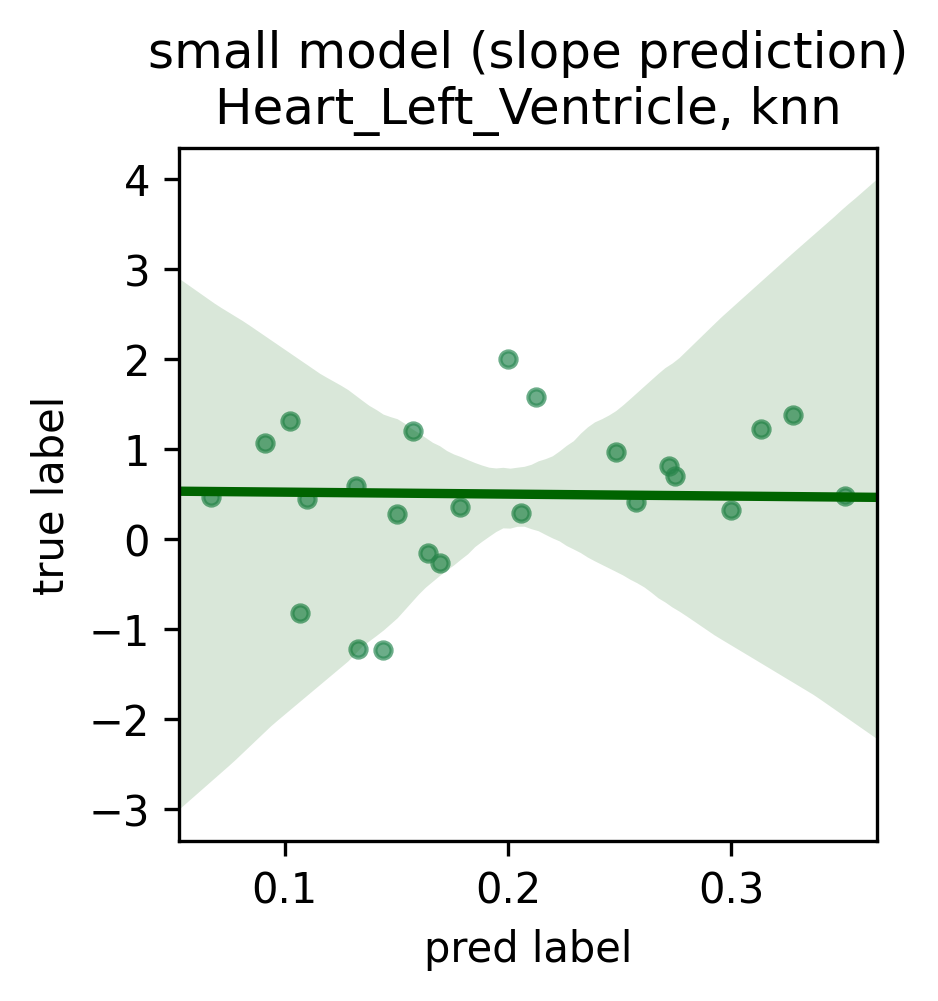 small model (slope prediction)
Heart_Left_Ventricle, knn
4
3
2
1
0
−1
−2
−3
true label
0.1 0.2 0.3
pred label